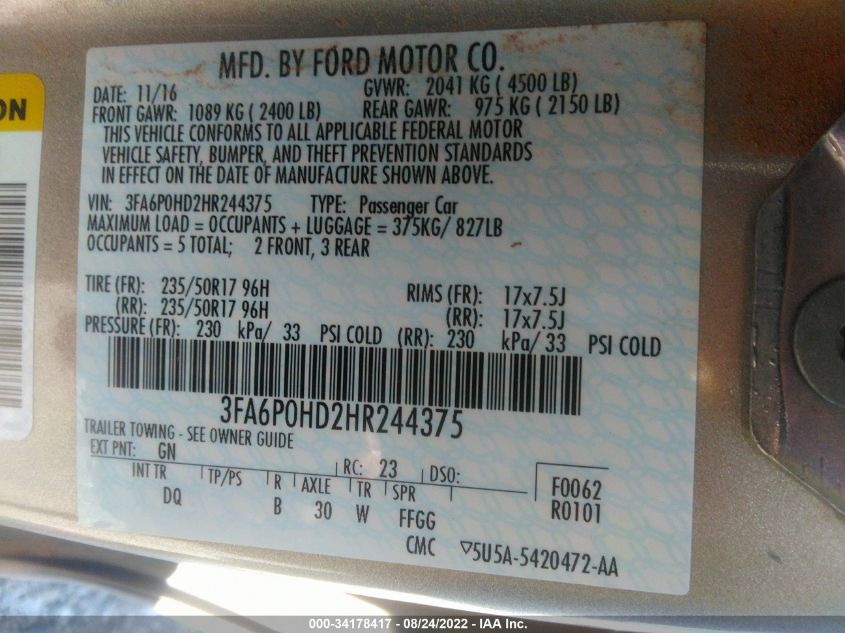 MFD. BY FORD MOTOR CO.
DATE: 11/16 GVWR: 2041 KG ( 4500 LB)
FRONT GAWR: 1089 KG ( 2400 LB) REAR GAWR: 975 KG ( 2150 LB)
THIS VEHICLE CONFORMS TO ALL APPLICABLE FEDERAL MOTOR
VEHICLE SAFETY, BUMPER, AND THEFT PREVENTION STANDARDS
IN EFFECT ON THE DATE OF MANUFACTURE SHOWN ABOVE.
VIN: 3FA6P0HD2HR244375 TYPE: Passenger Car
MAXIMUM LOAD = OCCUPANTS + LUGGAGE = 375KG/ 827LB
OCCUPANTS = 5 TOTAL; 2 FRONT, 3 REAR
TIRE (FR): 235/50R17 96H RIMS (FR): 17x7.5J
(RR): 235/50R17 96H (RR): 17x7.5J
PRESSURE (FR): 230 kPa/ 33 PSI COLD (RR): 230 kPa/ 33 PSI COLD
3FA6P0HD2HR244375
TRAILER TOWING - SEE OWNER GUIDE
EXT PNT: GN RC: 23 DSO:
INT TR TP/PS R AXLE TR SPR
DQ B 30 W FFGG
F0062
R0101
CMC ▽5U5A-5420472-AA
ON
000-34178417 - 08/24/2022 - IAA Inc.